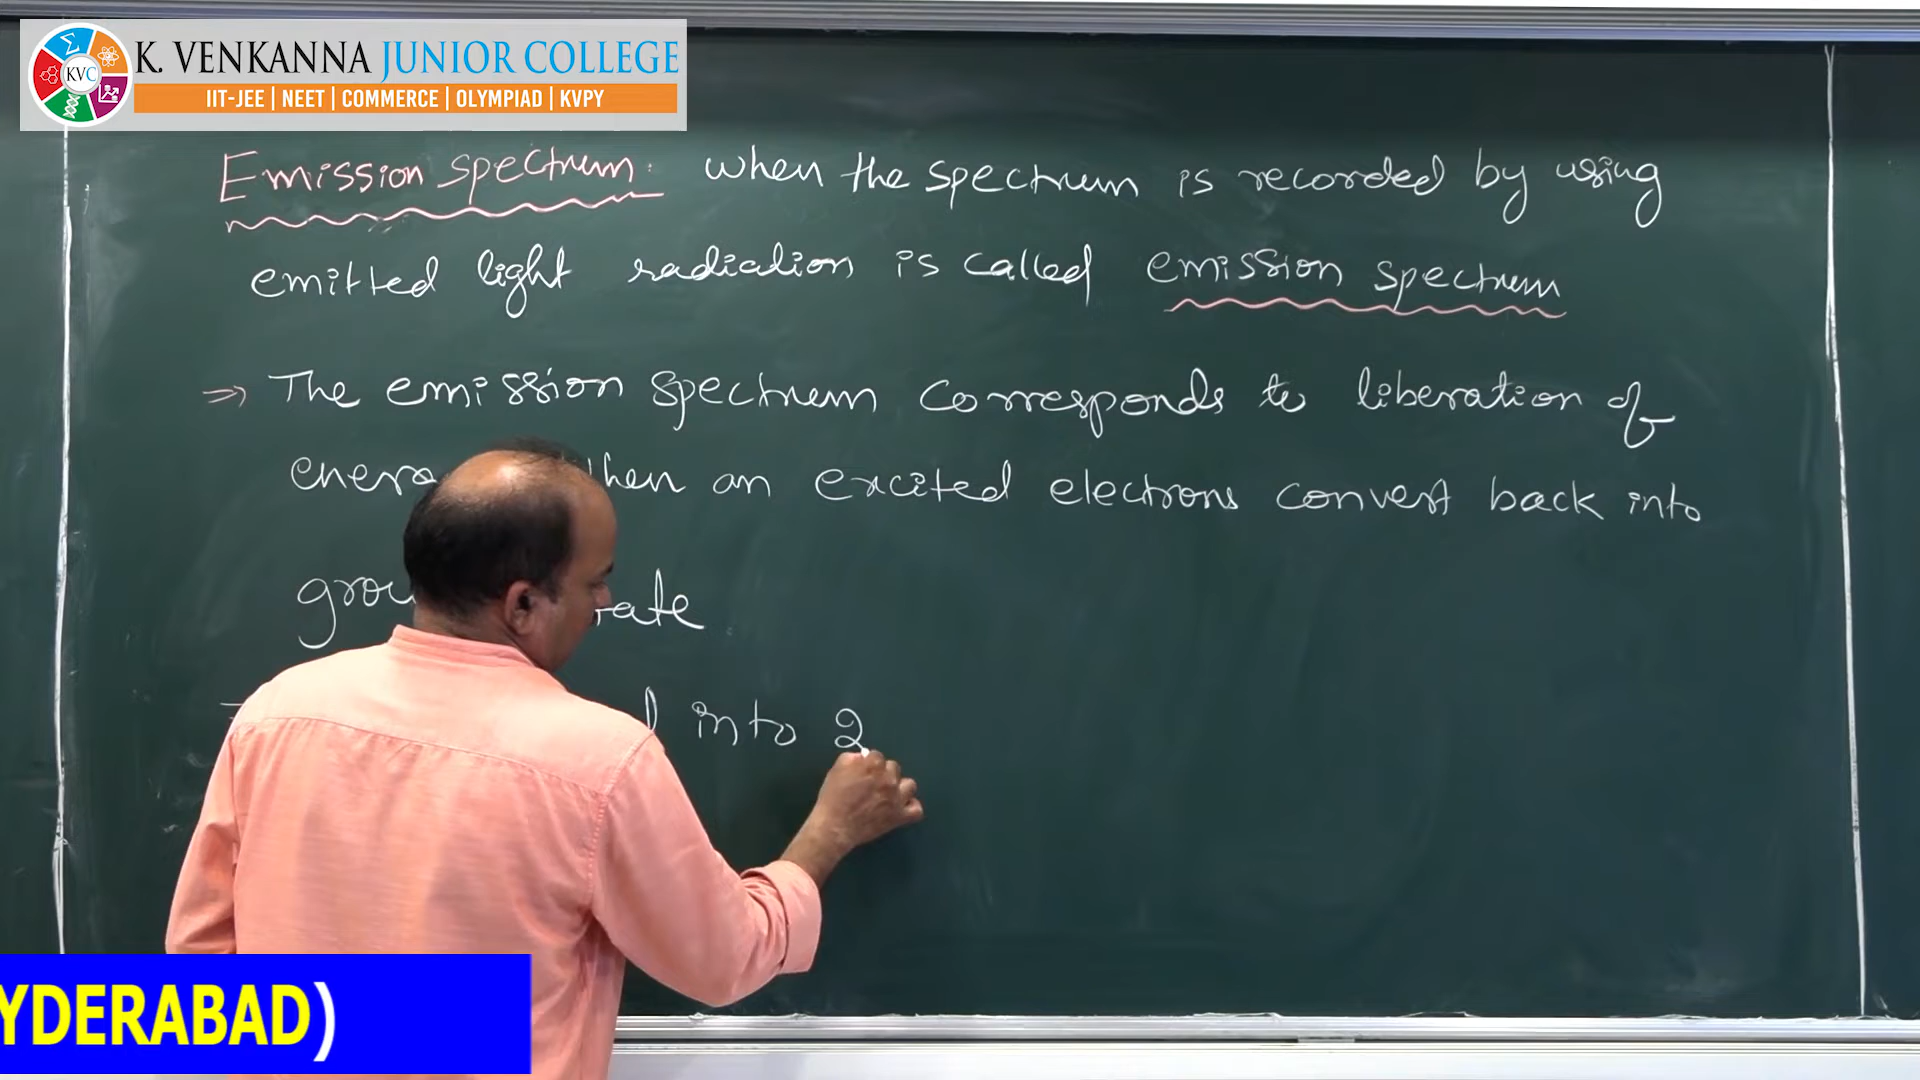 K. VENKANNA JUNIOR COLLEGE
KVC
IIT-JEE | NEET | COMMERCE | OLYMPIAD | KVPY
Emission spectrum: when the spectrum is recorded by using
emitted light radiation is called emission spectrum
⇒ The emission spectrum corresponds to liberation of
an excited electrons convert back into
into 2
YDERABAD)